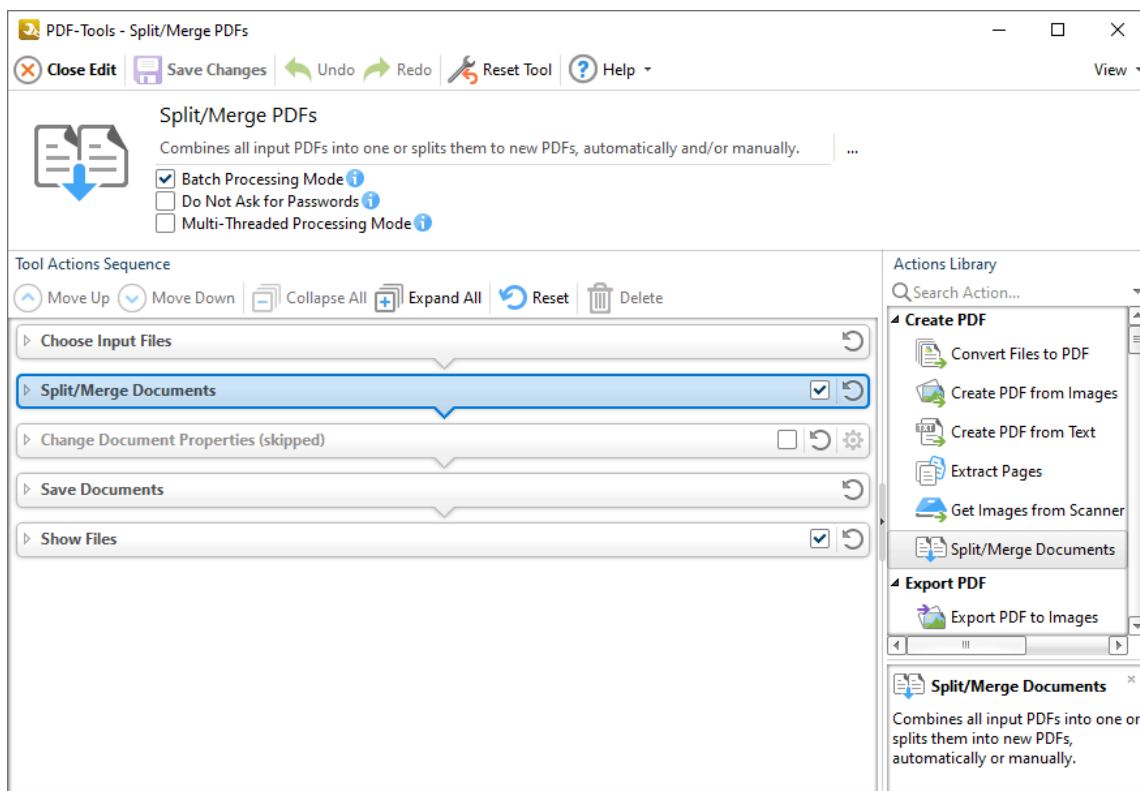 PDF-Tools - Split/Merge PDFs
Close Edit Save Changes Undo Redo Reset Tool ? Help View
Split/Merge PDFs
Combines all input PDFs into one or splits them to new PDFs, automatically and/or manually. ...
Batch Processing Mode i
Do Not Ask for Passwords i
Multi-Threaded Processing Mode i
Tool Actions Sequence
Move Up Move Down Collapse All Expand All Reset Delete
Choose Input Files
Split/Merge Documents
Change Document Properties (skipped)
Save Documents
Show Files
Actions Library
Search Action...
Create PDF
Convert Files to PDF
Create PDF from Images
TXT Create PDF from Text
Extract Pages
Get Images from Scanner
Split/Merge Documents
Export PDF
Export PDF to Images
Split/Merge Documents
Combines all input PDFs into one or
splits them into new PDFs,
automatically or manually.